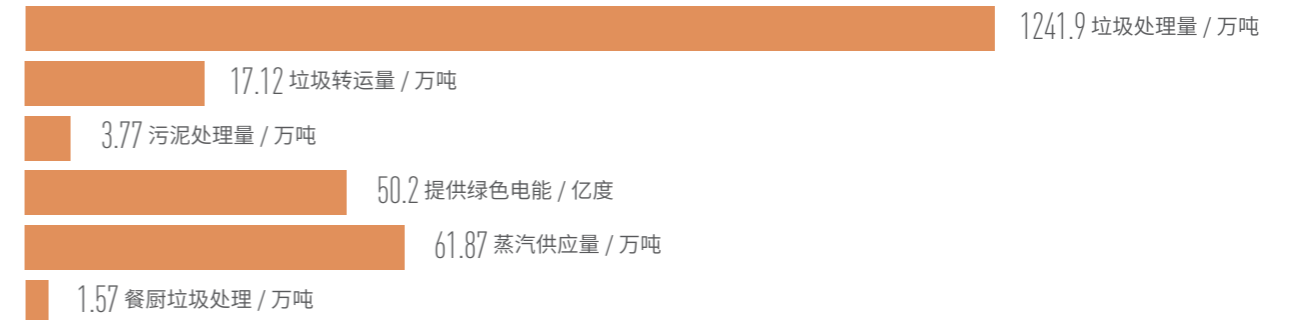 1241.9 垃圾处理量 / 万吨
17.12 垃圾转运量 / 万吨
3.77 污泥处理量 / 万吨
50.2 提供绿色电能 / 亿度
61.87 蒸汽供应量 / 万吨
1.57 餐厨垃圾处理 / 万吨